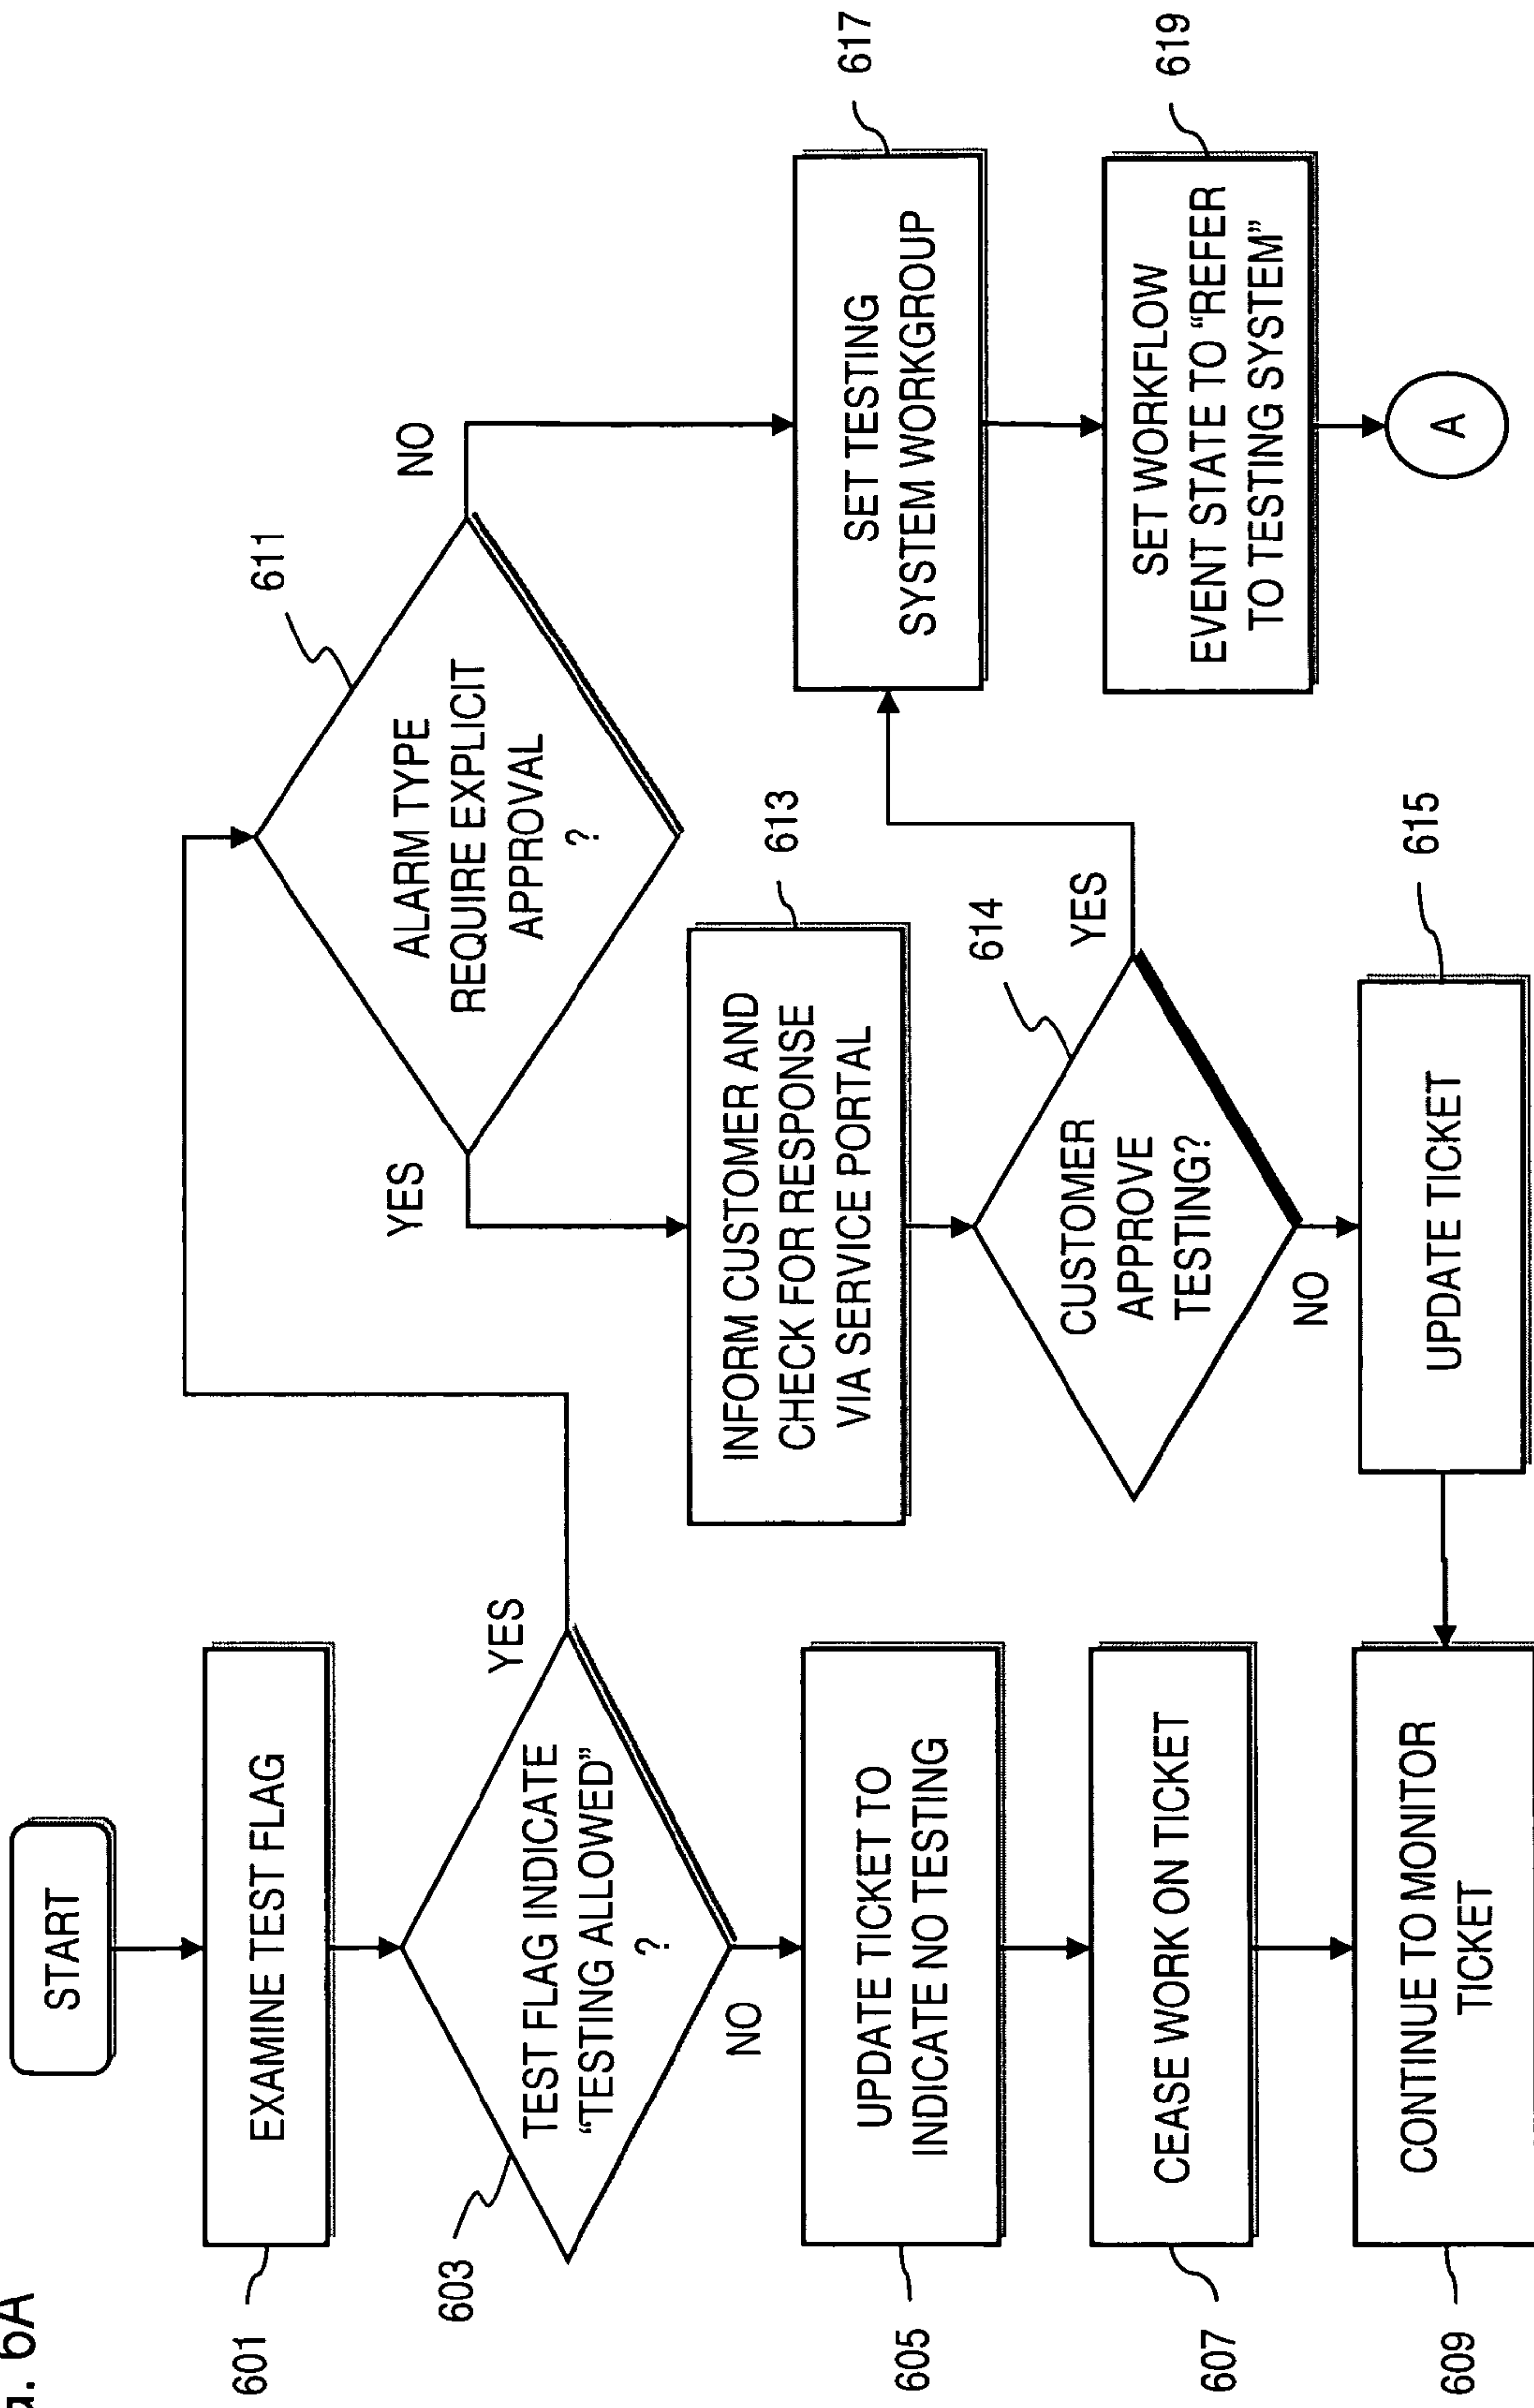 6A
START
601
EXAMINE TEST FLAG
603
TEST FLAG INDICATE
“TESTING ALLOWED”
?
YES
NO
605
UPDATE TICKET TO
INDICATE NO TESTING
607
CEASE WORK ON TICKET
609
CONTINUE TO MONITOR
TICKET
611
ALARM TYPE
REQUIRE EXPLICIT
APPROVAL
?
YES
NO
613
INFORM CUSTOMER AND
CHECK FOR RESPONSE
VIA SERVICE PORTAL
614
CUSTOMER
APPROVE
TESTING?
YES
NO
615
UPDATE TICKET
617
SET TESTING
SYSTEM WORKGROUP
619
SET WORKFLOW
EVENT STATE TO “REFER
TO TESTING SYSTEM”
A